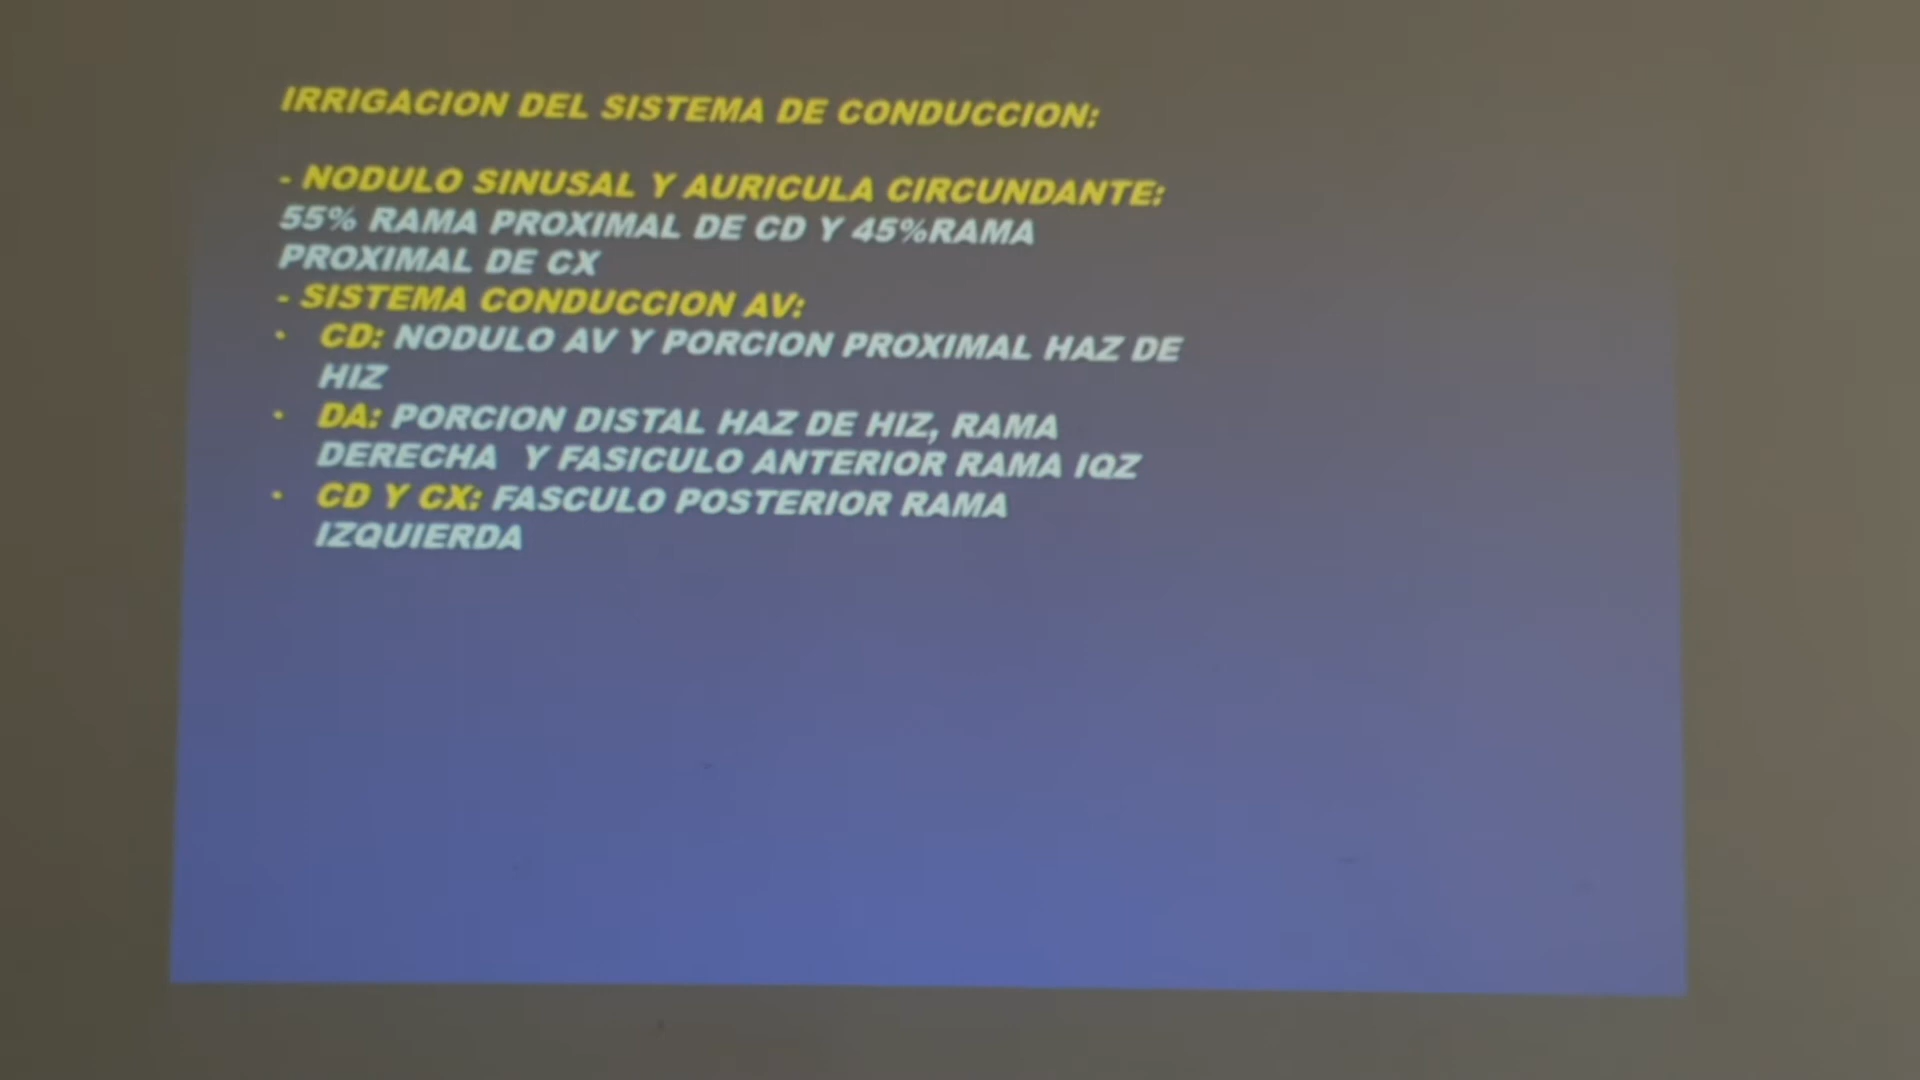 IRRIGACION DEL SISTEMA DE CONDUCCION:
- NODULO SINUSAL Y AURICULA CIRCUNDANTE:
55% RAMA PROXIMAL DE CD Y 45%RAMA
PROXIMAL DE CX
- SISTEMA CONDUCCION AV:
• CD: NODULO AV Y PORCION PROXIMAL HAZ DE
HIZ
• DA: PORCION DISTAL HAZ DE HIZ, RAMA
DERECHA Y FASICULO ANTERIOR RAMA IQZ
• CD Y CX: FASCULO POSTERIOR RAMA
IZQUIERDA